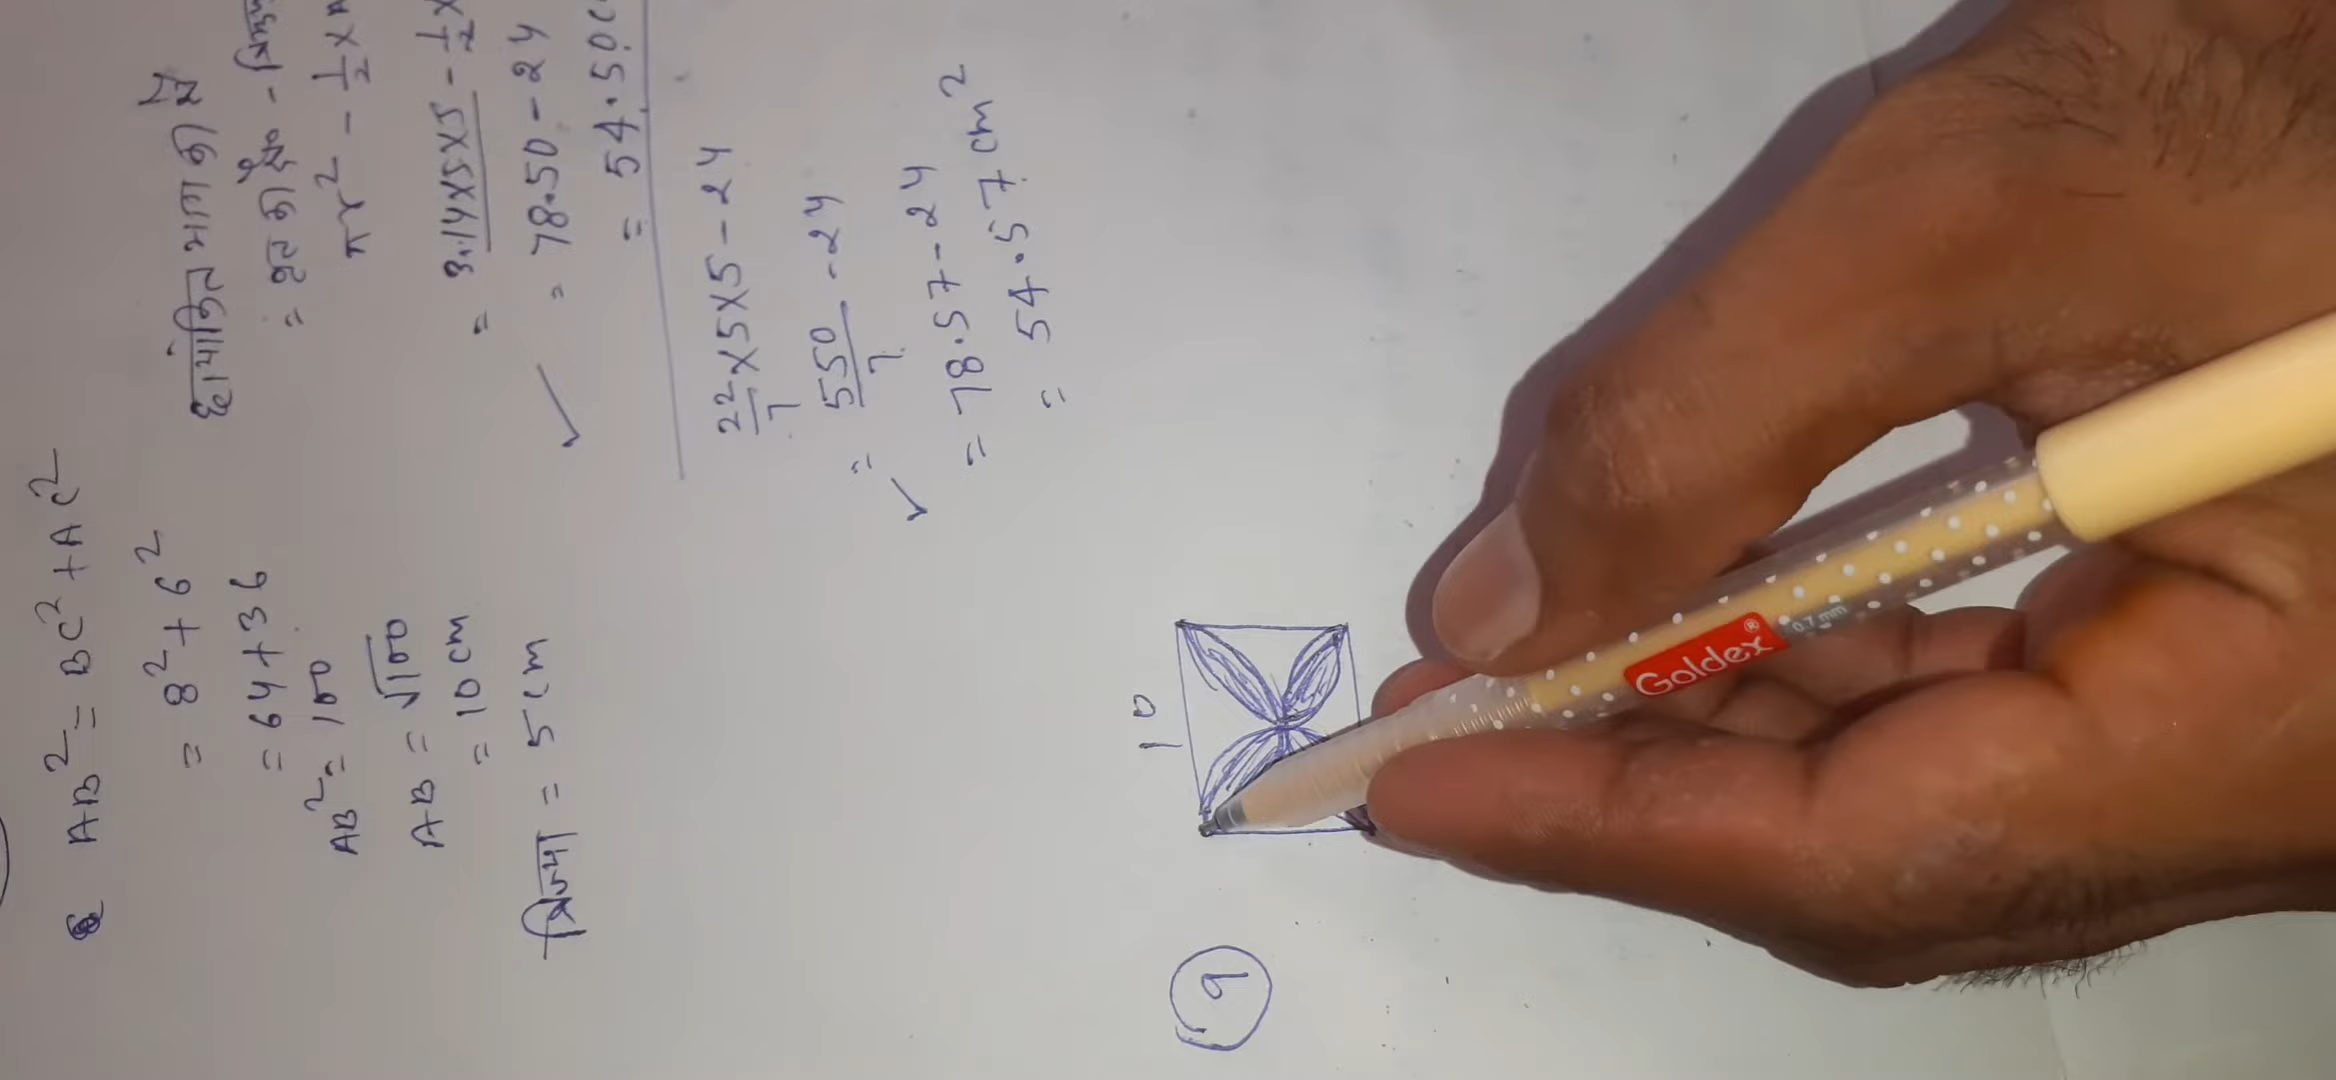 AB² = BC² + AC²
= 8² + 6²
= 64 + 36
AB² = 100
AB = √100
= 10 cm
त्रिज्या = 5 cm
छायांकित भाग का क्षे
= वृत का क्षे० -
πr² - 1/2 ×
= 3.14×5×5 - 1/2 ×
= 78.50 - 24
= 54.50
22/7 × 5 × 5 - 24
= 550/7 - 24
= 78.57 - 24
= 54.57 cm²
9
10
Goldex®
0.7 mm